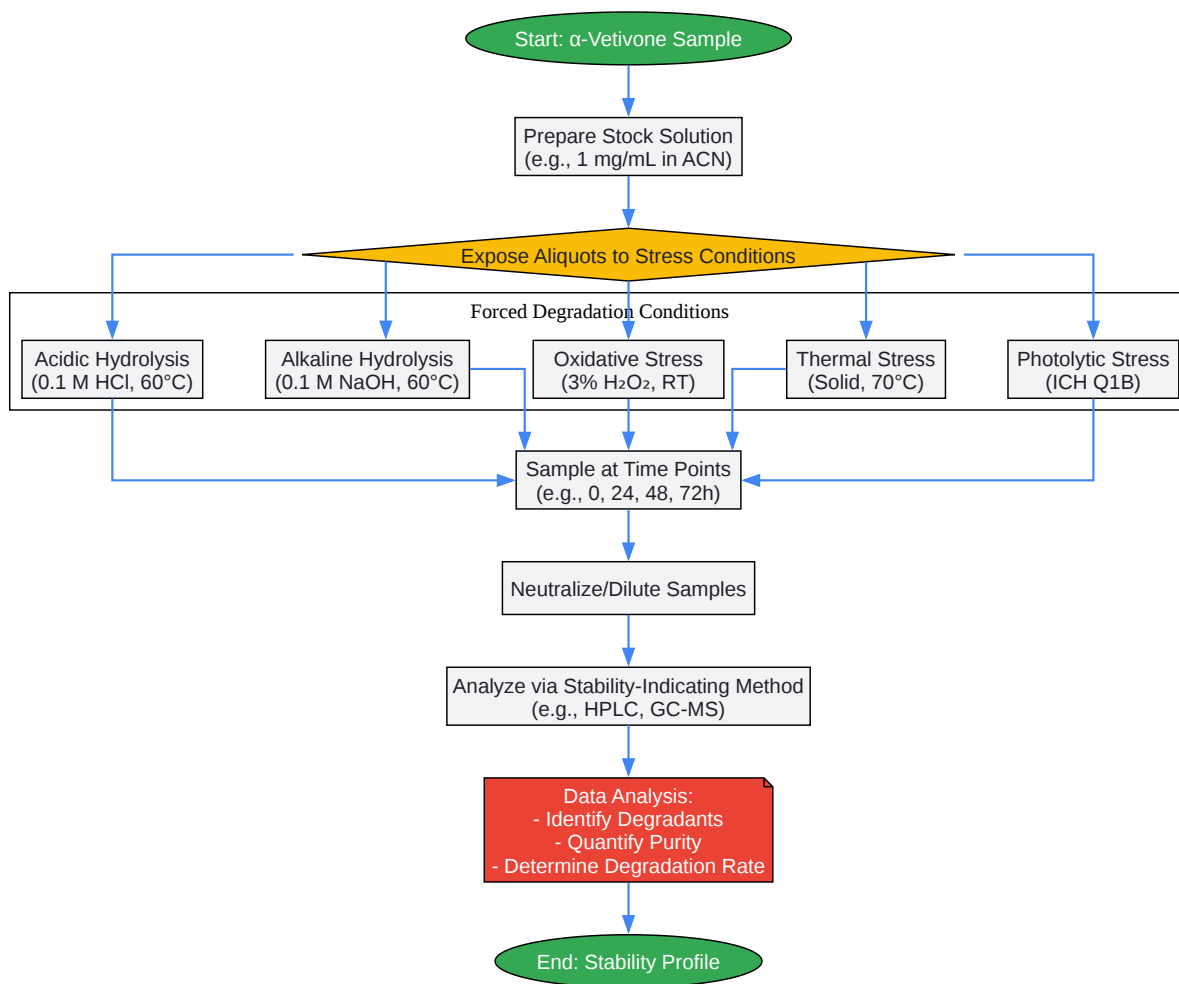 Start: α-Vetivone Sample
Prepare Stock Solution
(e.g., 1 mg/mL in ACN)
Expose Aliquots to Stress Conditions
Forced Degradation Conditions
Acidic Hydrolysis
(0.1 M HCl, 60°C)
Alkaline Hydrolysis
(0.1 M NaOH, 60°C)
Oxidative Stress
(3% H₂O₂, RT)
Thermal Stress
(Solid, 70°C)
Photolytic Stress
(ICH Q1B)
Sample at Time Points
(e.g., 0, 24, 48, 72h)
Neutralize/Dilute Samples
Analyze via Stability-Indicating Method
(e.g., HPLC, GC-MS)
Data Analysis:
- Identify Degradants
- Quantify Purity
- Determine Degradation Rate
End: Stability Profile